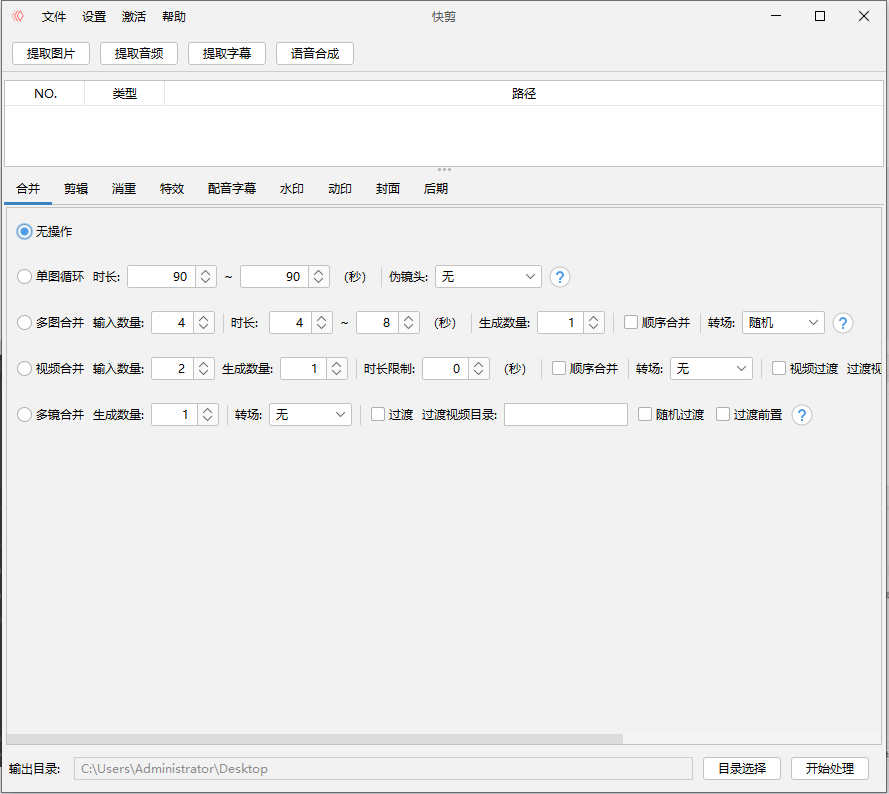 文件 设置 激活 帮助 快剪
提取图片 提取音频 提取字幕 语音合成
NO. 类型 路径
合并 剪辑 消重 特效 配音字幕 水印 动印 封面 后期
无操作
单图循环 时长: 90 ~ 90 (秒) 伪镜头: 无 ?
多图合并 输入数量: 4 时长: 4 ~ 8 (秒) 生成数量: 1 顺序合并 转场: 随机 ?
视频合并 输入数量: 2 生成数量: 1 时长限制: 0 (秒) 顺序合并 转场: 无 视频过渡 过渡视
多镜合并 生成数量: 1 转场: 无 过渡 过渡视频目录: 随机过渡 过渡前置 ?
输出目录: C:\Users\Administrator\Desktop 目录选择 开始处理